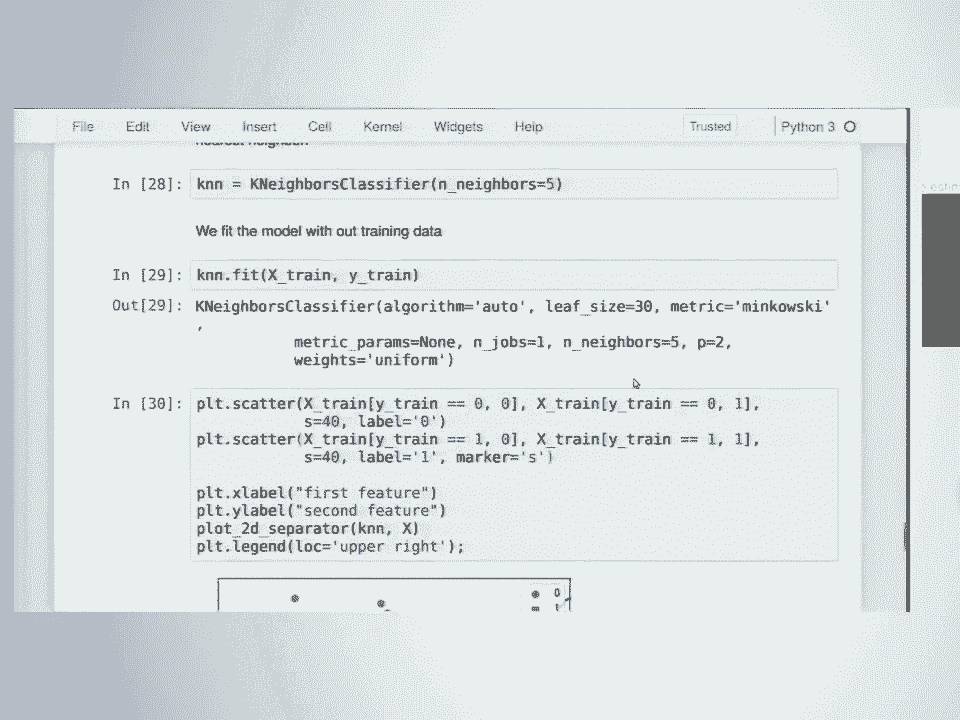 File Edit View Insert Cell Kernel Widgets Help Trusted Python 3
In [28]: knn = KNeighborsClassifier(n_neighbors=5)
We fit the model with out training data
In [29]: knn.fit(X_train, y_train)
Out[29]: KNeighborsClassifier(algorithm='auto', leaf_size=30, metric='minkowski'
,
metric_params=None, n_jobs=1, n_neighbors=5, p=2,
weights='uniform')
In [30]: plt.scatter(X_train[y_train == 0, 0], X_train[y_train == 0, 1],
s=40, label='0')
plt.scatter(X_train[y_train == 1, 0], X_train[y_train == 1, 1],
s=40, label='1', marker='s')
plt.xlabel("first feature")
plt.ylabel("second feature")
plot_2d_separator(knn, X)
plt.legend(loc='upper right');
0
1